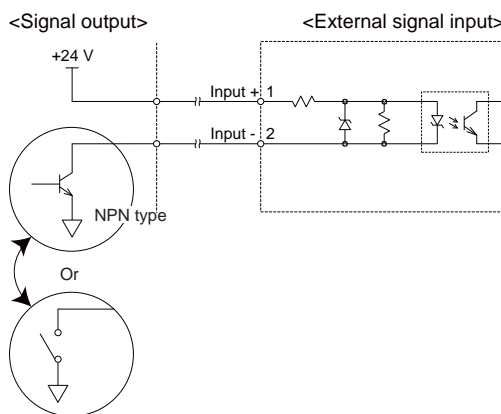 <Signal output>
<External signal input>
+24 V
Input + 1
Input - 2
NPN type
Or